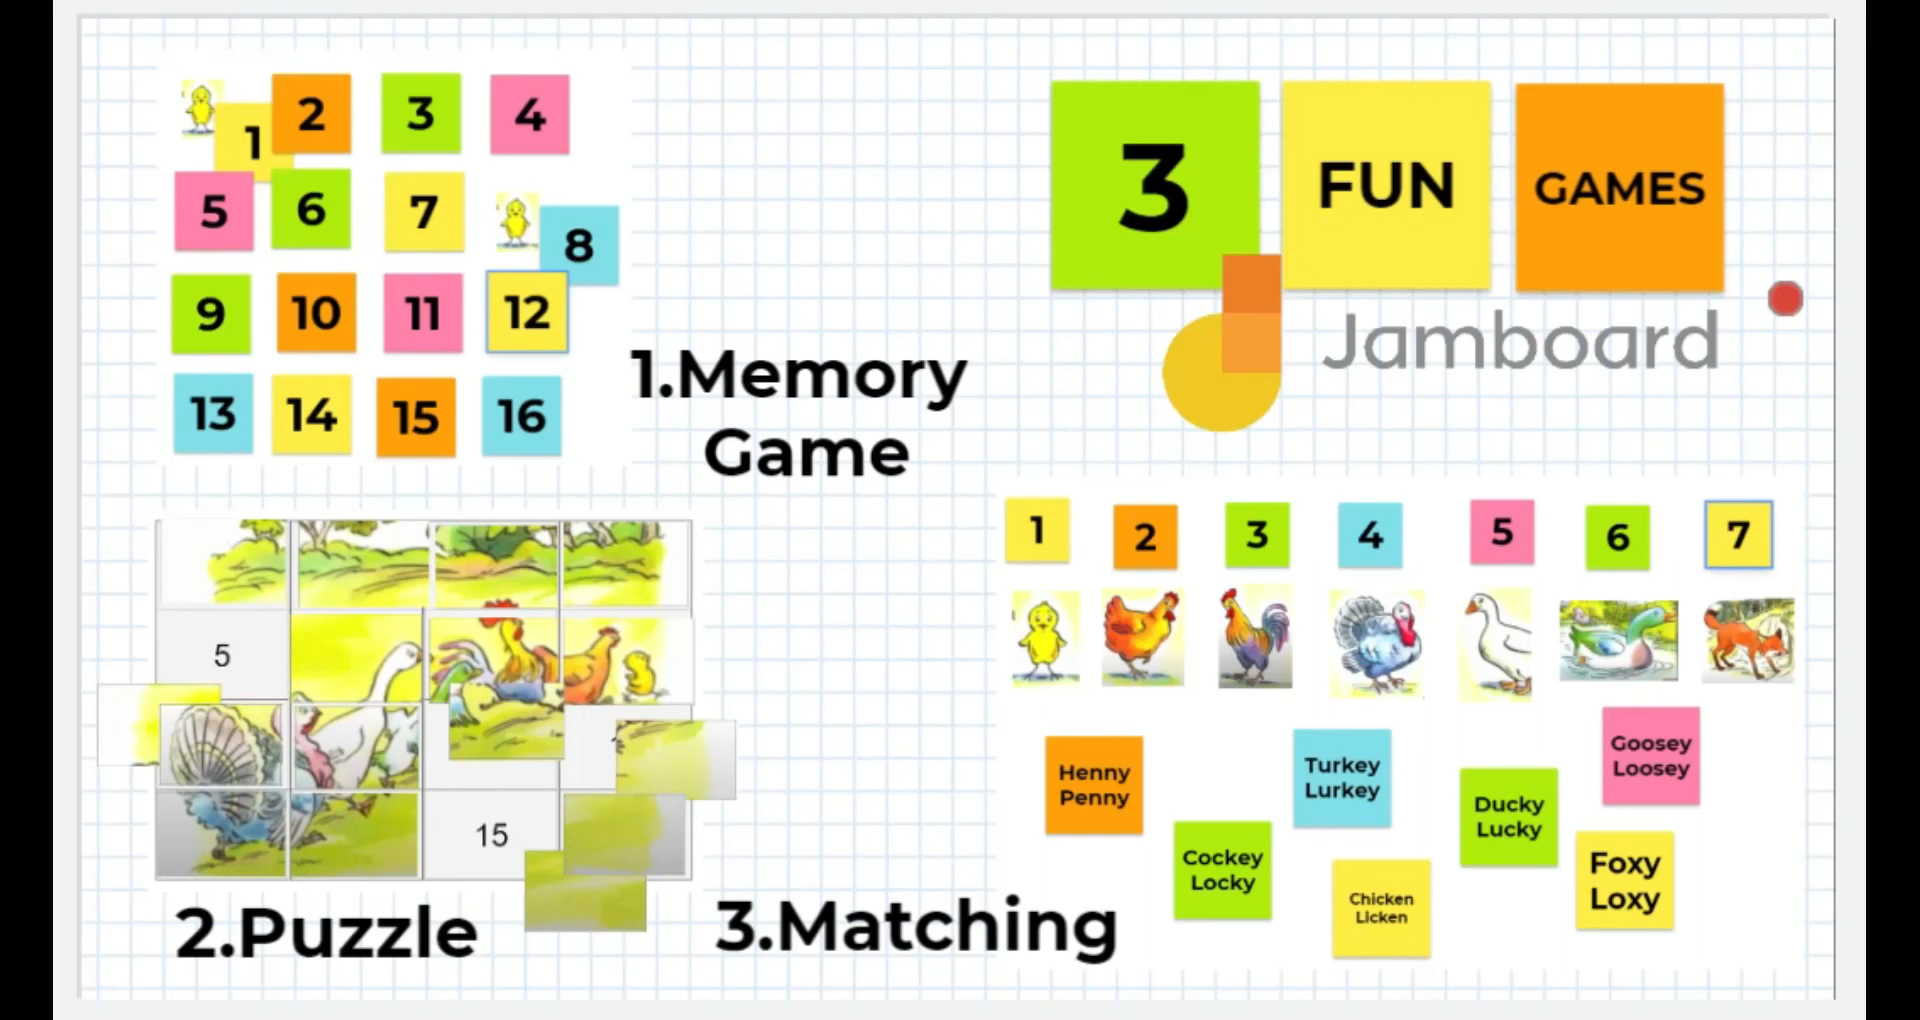 1
2
3
4
5
6
7
8
9
10
11
12
13
14
15
16
1.Memory
Game
3
FUN
GAMES
Jamboard
5
15
2.Puzzle
3.Matching
1
2
3
4
5
6
7
Henny
Penny
Cockey
Locky
Turkey
Lurkey
Chicken
Licken
Ducky
Lucky
Goosey
Loosey
Foxy
Loxy